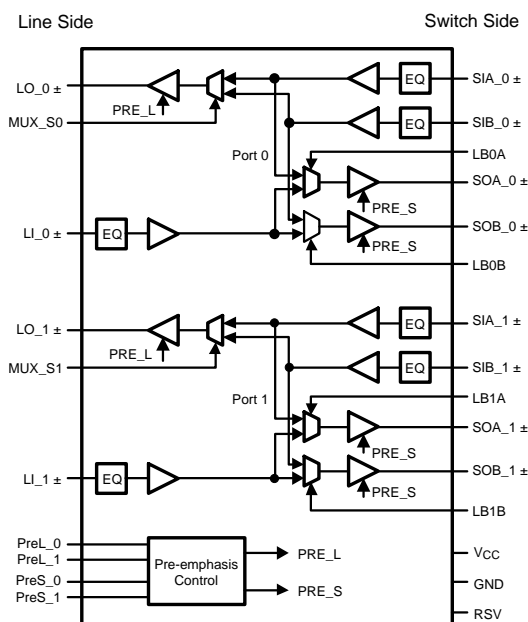 Line Side
Switch Side
LO_0 ±
MUX_S0
LI_0 ±
PRE_L
EQ
EQ
SIA_0 ±
SIB_0 ±
Port 0
LB0A
SOA_0 ±
PRE_S
SOB_0 ±
PRE_S
LB0B
EQ
LO_1 ±
MUX_S1
LI_1 ±
PRE_L
EQ
EQ
SIA_1 ±
SIB_1 ±
Port 1
LB1A
SOA_1 ±
PRE_S
SOB_1 ±
PRE_S
LB1B
EQ
PreL_0
PreL_1
PreS_0
PreS_1
Pre-emphasis
Control
PRE_L
PRE_S
VCC
GND
RSV